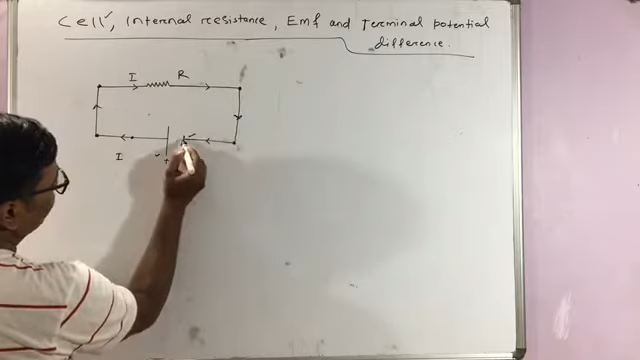 Cell, Internal resistance, Emf and Terminal potential
difference.
I R
I
- +